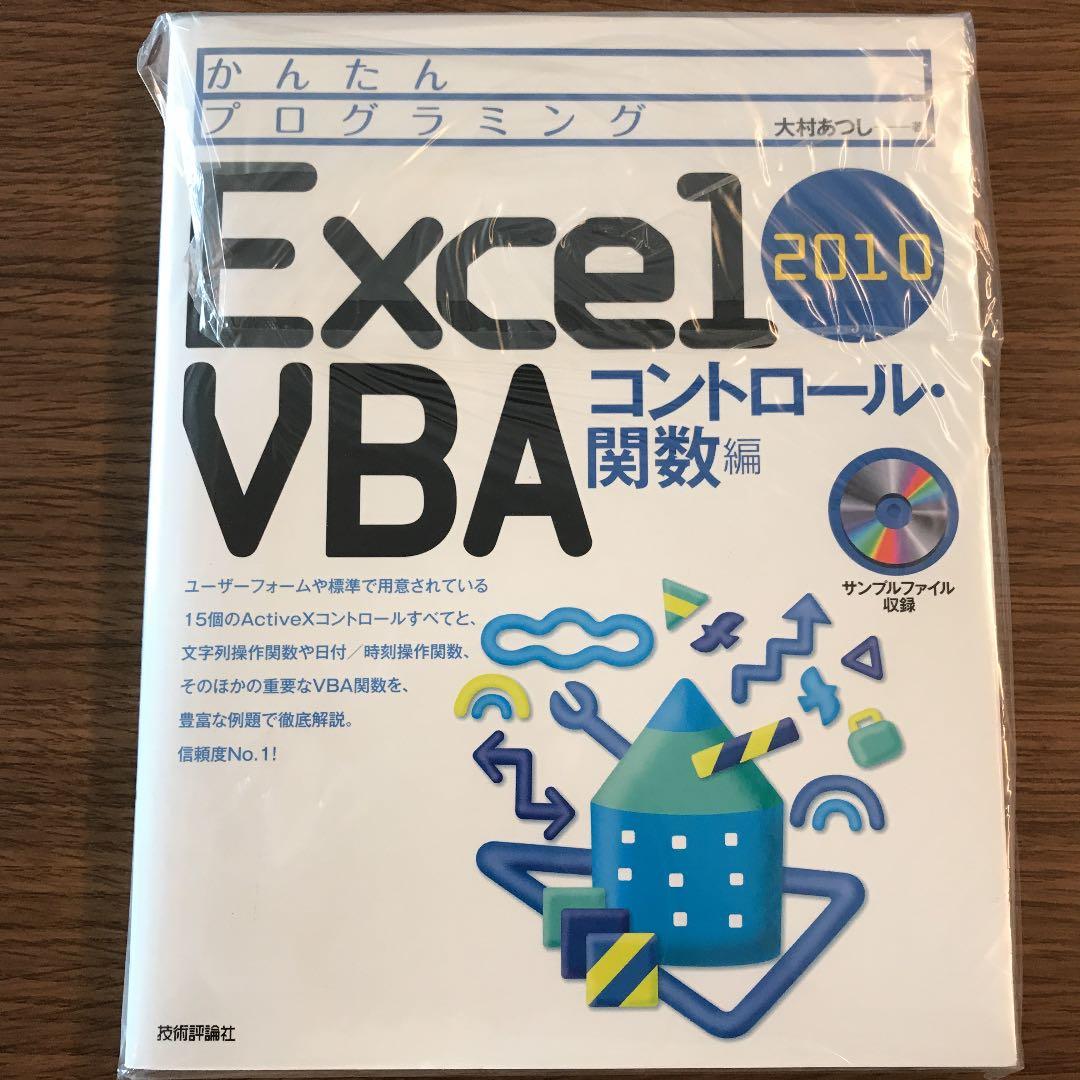 かんたん
プログラミング
大村あつし──著
Excel 2010
VBA コントロール・
関数編
サンプルファイル
収録
ユーザーフォームや標準で用意されている
15個のActiveXコントロールすべてと、
文字列操作関数や日付／時刻操作関数、
そのほかの重要なVBA関数を、
豊富な例題で徹底解説。
信頼度No.1!
技術評論社